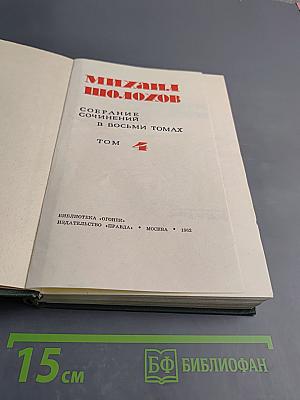 МИХАИЛ
ШОЛОХОВ
СОБРАНИЕ
СОЧИНЕНИЙ
В ВОСЬМИ ТОМАХ
ТОМ 4
БИБЛИОТЕКА «ОГОНЕК»
ИЗДАТЕЛЬСТВО «ПРАВДА» • МОСКВА • 1962
15 см
БФ БИБЛИОФАН